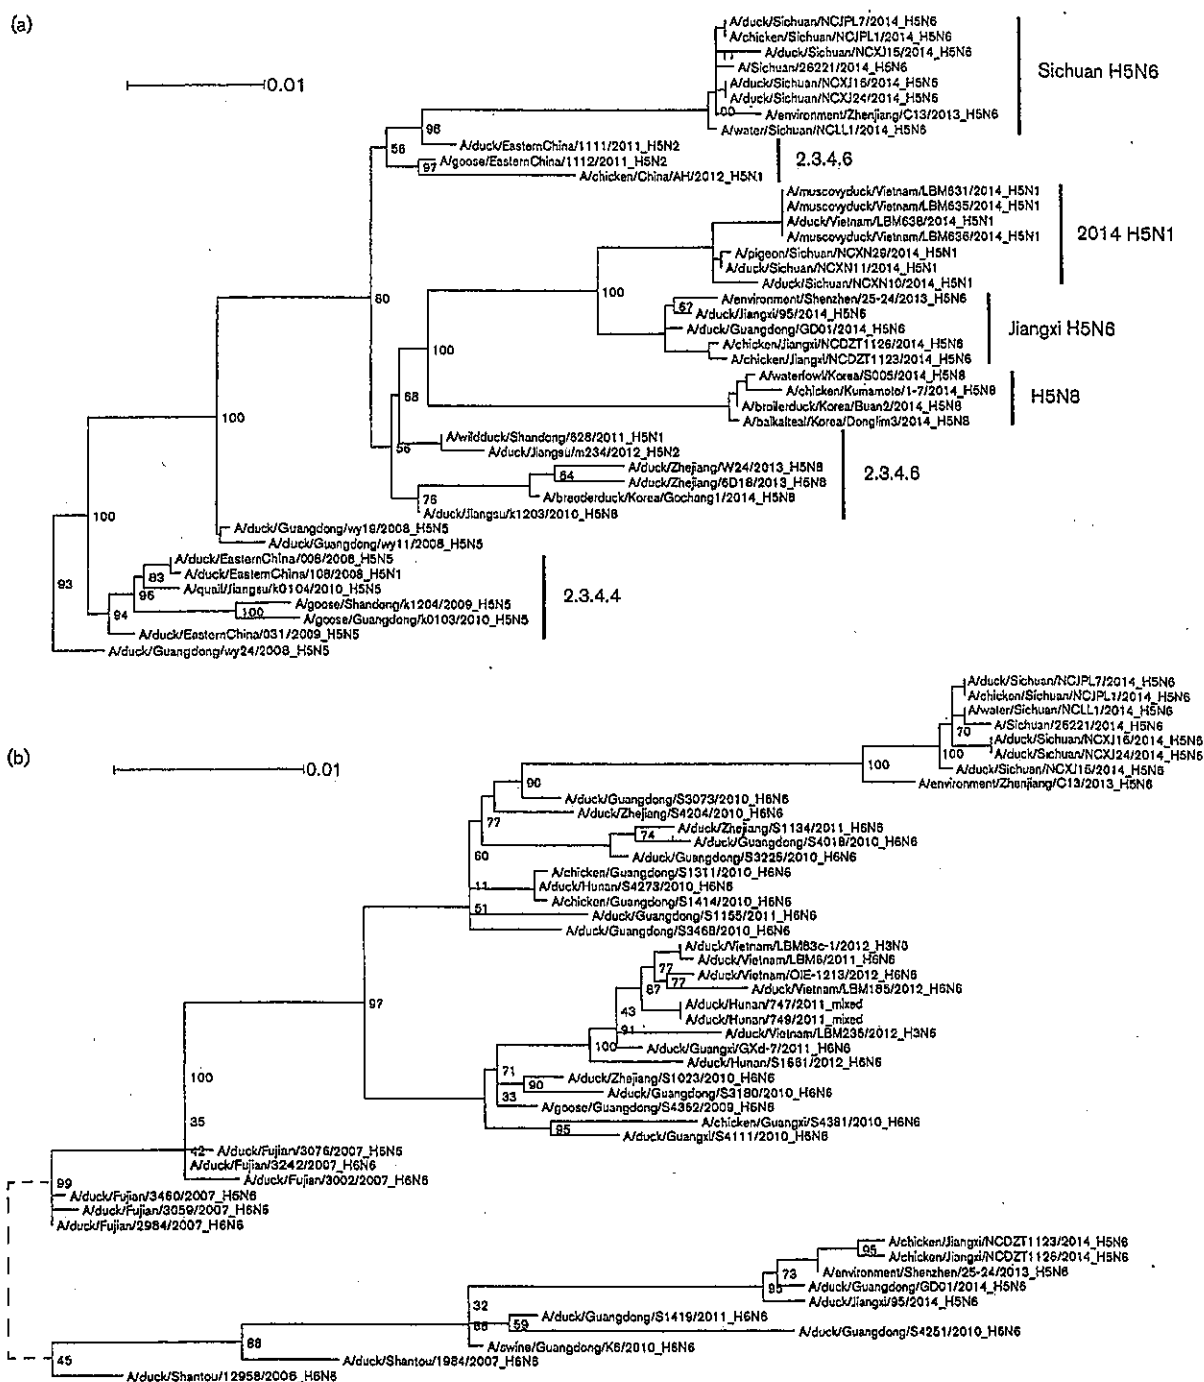 (a)
0.01
A/duck/Sichuan/NCJPL7/2014_H5N6
A/chicken/Sichuan/NCJPL1/2014_H5N6
A/duck/Sichuan/NCXJ15/2014_H5N6
A/Sichuan/26221/2014_H5N6
A/duck/Sichuan/NCXJ16/2014_H5N6
A/duck/Sichuan/NCXJ24/2014_H5N6
A/environment/Zhenjiang/C13/2013_H5N6
A/water/Sichuan/NCLL1/2014_H5N6
Sichuan H5N6
98
56
A/duck/EasternChina/1111/2011_H5N2
A/goose/EasternChina/1112/2011_H5N2
97
A/chicken/China/AH/2012_H5N1
2.3.4.6
A/muscovyduck/Vietnam/LBM631/2014_H5N1
A/muscovyduck/Vietnam/LBM635/2014_H5N1
A/duck/Vietnam/LBM638/2014_H5N1
A/muscovyduck/Vietnam/LBM636/2014_H5N1
A/pigeon/Sichuan/NCXN29/2014_H5N1
A/duck/Sichuan/NCXN11/2014_H5N1
A/duck/Sichuan/NCXN10/2014_H5N1
2014 H5N1
80
100
A/environment/Shenzhen/25-24/2013_H5N6
67
A/duck/Jiangxi/95/2014_H5N6
A/duck/Guangdong/GD01/2014_H5N6
A/chicken/Jiangxi/NCDZT1126/2014_H5N6
A/chicken/Jiangxi/NCDZT1123/2014_H5N6
Jiangxi H5N6
100
A/waterfowl/Korea/S005/2014_H5N8
A/chicken/Kumamoto/1-7/2014_H5N8
A/broilerduck/Korea/Buan2/2014_H5N8
A/baikalteal/Korea/Donglim3/2014_H5N8
H5N8
68
100
56
A/wildduck/Shandong/628/2011_H5N1
A/duck/Jiangsu/m234/2012_H5N2
A/duck/Zhejiang/W24/2013_H5N8
64
A/duck/Zhejiang/6D18/2013_H5N8
76
A/breederduck/Korea/Gochang1/2014_H5N8
A/duck/Jiangsu/k1203/2010_H5N8
2.3.4.6
100
A/duck/Guangdong/wy19/2008_H5N5
A/duck/Guangdong/wy11/2008_H5N5
A/duck/EasternChina/008/2008_H5N5
83
A/duck/EasternChina/108/2008_H5N1
93
96
A/quail/Jiangsu/k0104/2010_H5N5
A/goose/Shandong/k1204/2009_H5N5
94
100
A/goose/Guangdong/k0103/2010_H5N5
A/duck/EasternChina/031/2009_H5N5
2.3.4.4
A/duck/Guangdong/wy24/2008_H5N5
(b)
0.01
A/duck/Sichuan/NCJPL7/2014_H5N6
A/chicken/Sichuan/NCJPL1/2014_H5N6
A/water/Sichuan/NCLL1/2014_H5N6
70
A/Sichuan/26221/2014_H5N6
A/duck/Sichuan/NCXJ16/2014_H5N6
100
100
A/duck/Sichuan/NCXJ24/2014_H5N6
A/duck/Sichuan/NCXJ15/2014_H5N6
A/environment/Zhenjiang/C13/2013_H5N6
90
A/duck/Guangdong/S3073/2010_H6N6
A/duck/Zhejiang/S4204/2010_H6N6
77
A/duck/Zhejiang/S1134/2011_H6N6
74
A/duck/Guangdong/S4018/2010_H6N6
60
A/duck/Guangdong/S3225/2010_H6N6
A/chicken/Guangdong/S1311/2010_H6N6
11
A/duck/Hunan/S4273/2010_H6N6
A/chicken/Guangdong/S1414/2010_H6N6
51
A/duck/Guangdong/S1155/2011_H6N6
A/duck/Guangdong/S3468/2010_H6N6
A/duck/Vietnam/LBM83c-1/2012_H3N6
A/duck/Vietnam/LBM6/2011_H6N6
77
A/duck/Vietnam/OIE-1213/2012_H6N6
87
77
A/duck/Vietnam/LBM185/2012_H6N6
97
A/duck/Hunan/747/2011_mixed
43
A/duck/Hunan/748/2011_mixed
91
A/duck/Vietnam/LBM235/2012_H3N6
100
A/duck/Guangxi/GXd-7/2011_H6N6
A/duck/Hunan/S1661/2012_H6N6
71
A/duck/Zhejiang/S1023/2010_H6N6
100
90
A/duck/Guangdong/S3180/2010_H6N6
33
A/goose/Guangdong/S4362/2009_H6N6
35
A/chicken/Guangxi/S4381/2010_H6N6
95
A/duck/Guangxi/S4111/2010_H6N6
42
A/duck/Fujian/3076/2007_H6N6
A/duck/Fujian/3242/2007_H6N6
99
A/duck/Fujian/3002/2007_H6N6
A/duck/Fujian/3460/2007_H6N6
A/duck/Fujian/3059/2007_H6N6
A/duck/Fujian/2984/2007_H6N6
A/chicken/Jiangxi/NCDZT1123/2014_H5N6
95
A/chicken/Jiangxi/NCDZT1126/2014_H5N6
73
A/environment/Shenzhen/25-24/2013_H5N6
95
A/duck/Guangdong/GD01/2014_H5N6
A/duck/Jiangxi/95/2014_H5N6
32
A/duck/Guangdong/S1419/2011_H6N6
59
A/duck/Guangdong/S4251/2010_H6N6
88
A/swine/Guangdong/K6/2010_H6N6
45
A/duck/Shantou/1984/2007_H6N6
A/duck/Shantou/12958/2006_H6N6